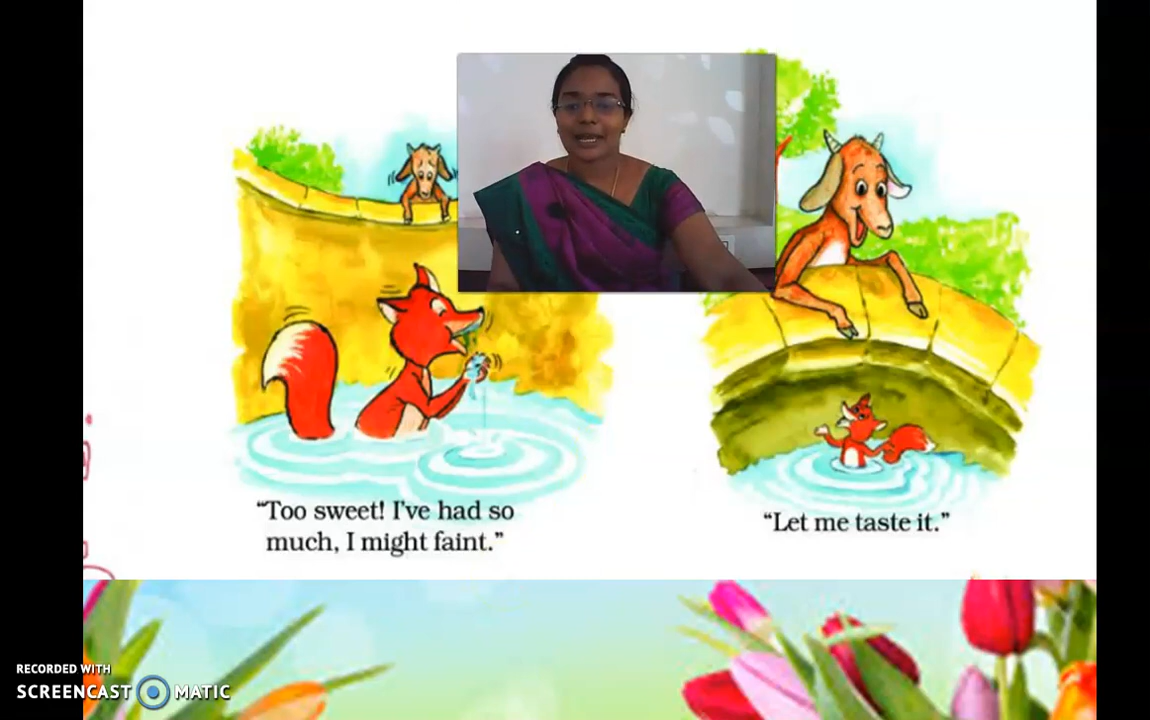 “Too sweet! I’ve had so
much, I might faint.”
“Let me taste it.”
RECORDED WITH
SCREENCAST MATIC